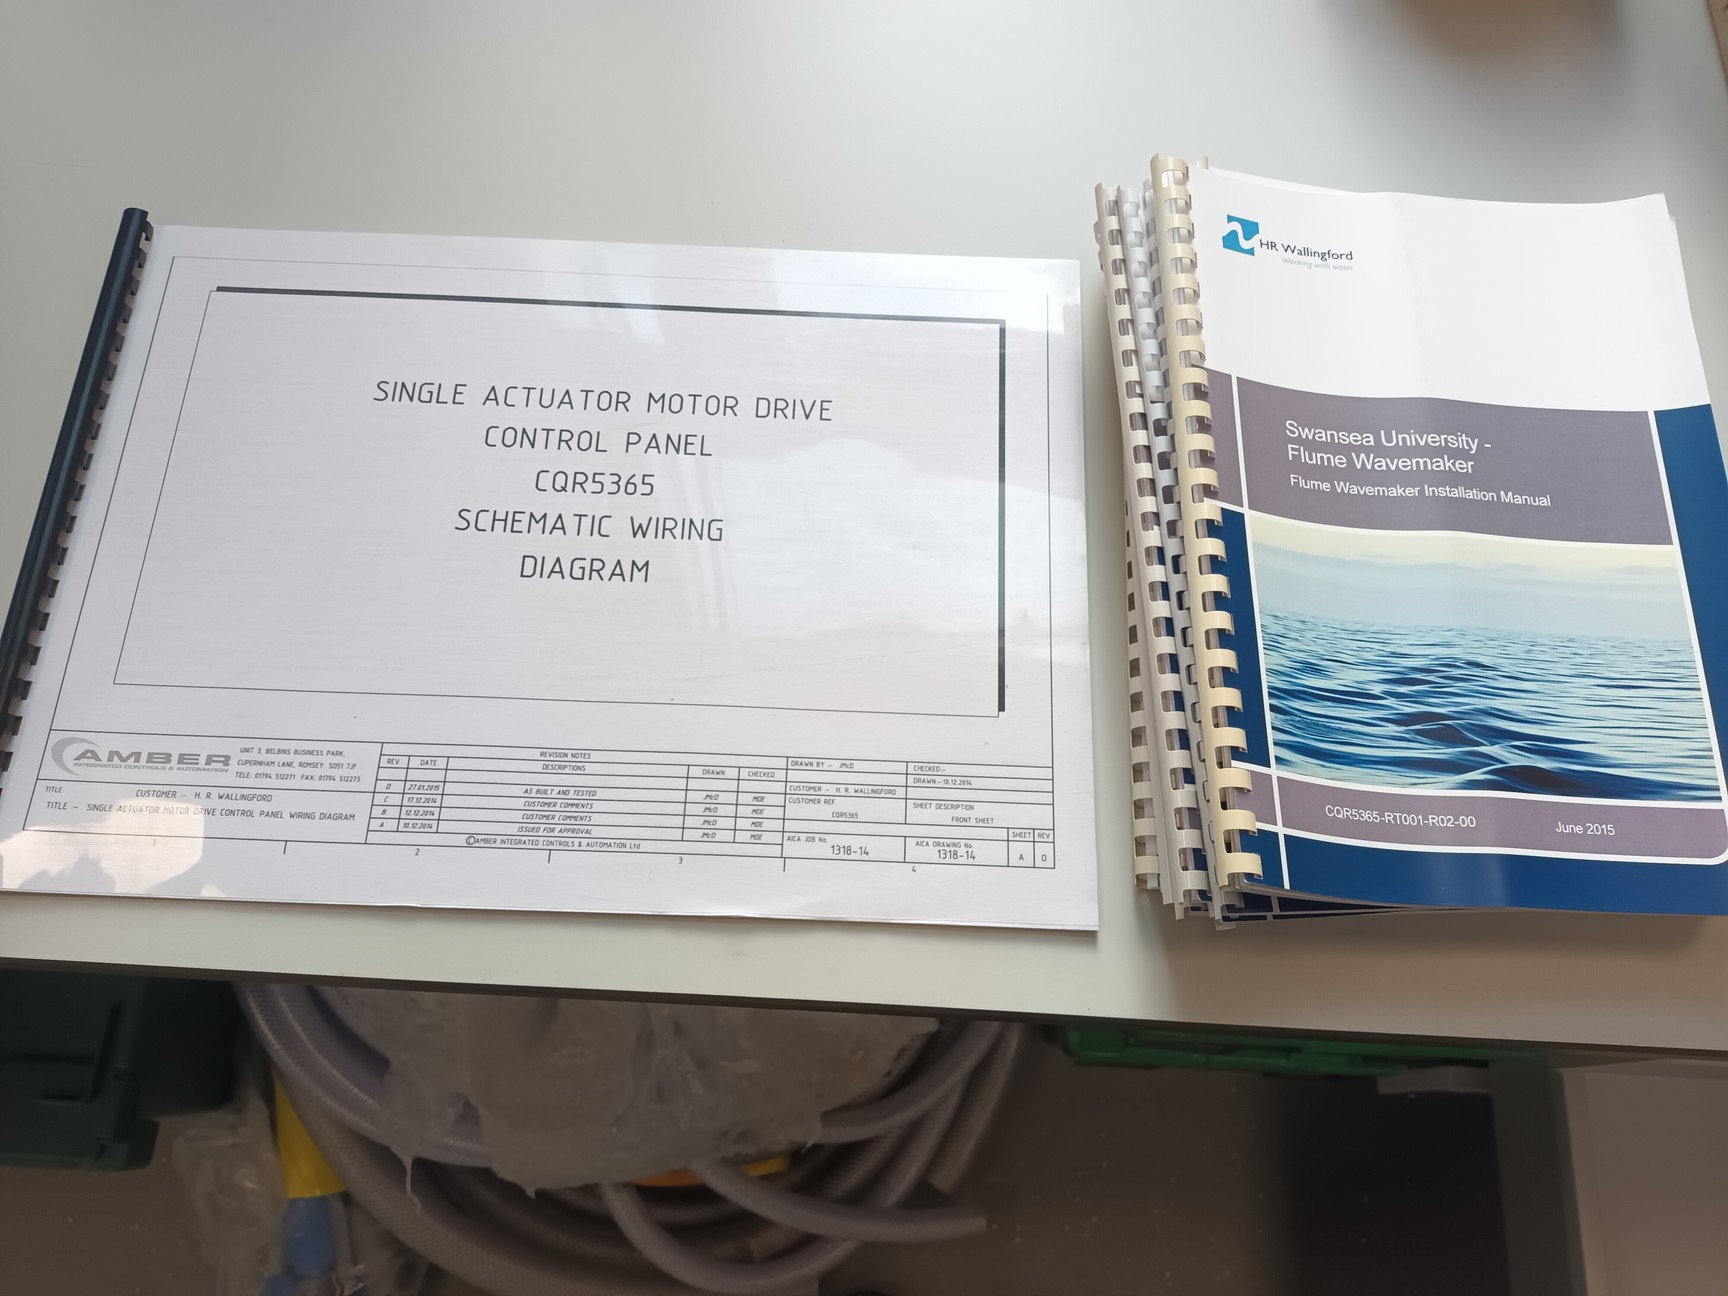 SINGLE ACTUATOR MOTOR DRIVE
CONTROL PANEL
CQR5365
SCHEMATIC WIRING
DIAGRAM
AMBER
INTEGRATED CONTROLS & AUTOMATION
UNIT 3, BELBINS BUSINESS PARK,
CUPERNHAM LANE, ROMSEY. SO51 7JF
TELE: 01794 512271 FAX: 01794 512273
TITLE
CUSTOMER :- H. R. WALLINGFORD
TITLE :- SINGLE ACTUATOR MOTOR DRIVE CONTROL PANEL WIRING DIAGRAM
REVISION NOTES
REV DATE DESCRIPTIONS DRAWN CHECKED
D 27.01.2015 AS BUILT AND TESTED JMcD MDE
C 17.12.2014 CUSTOMER COMMENTS JMcD MDE
B 12.12.2014 CUSTOMER COMMENTS JMcD MDE
A 10.12.2014 ISSUED FOR APPROVAL JMcD MDE
©AMBER INTEGRATED CONTROLS & AUTOMATION Ltd
DRAWN BY :- JMcD
CHECKED:-
DRAWN:- 10.12.2014
CUSTOMER :- H. R. WALLINGFORD
CUSTOMER REF
CQR5365
SHEET DESCRIPTION
FRONT SHEET
AICA JOB No.
1318-14
AICA DRAWING No.
1318-14
SHEET REV
A D
1 2 3 4
HR Wallingford
Working with water
Swansea University -
Flume Wavemaker
Flume Wavemaker Installation Manual
CQR5365-RT001-R02-00 June 2015